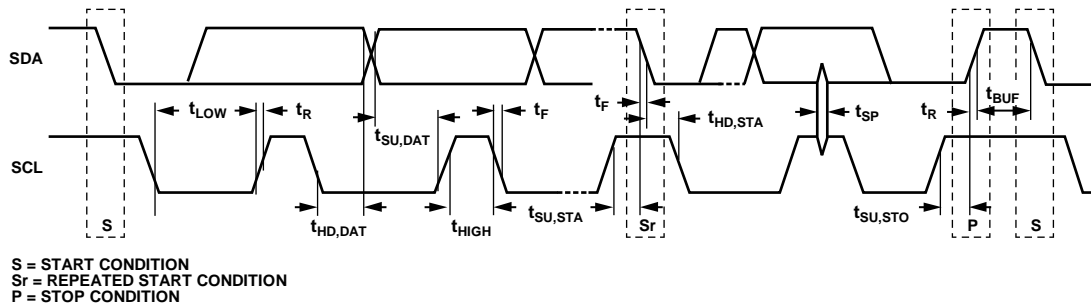 SDA
tLOW
tR
tSU,DAT
tF
tF
tHD,STA
tSP
tR
tBUF
SCL
S
tHD,DAT
tHIGH
tSU,STA
Sr
tSU,STO
P
S
S = START CONDITION
Sr = REPEATED START CONDITION
P = STOP CONDITION